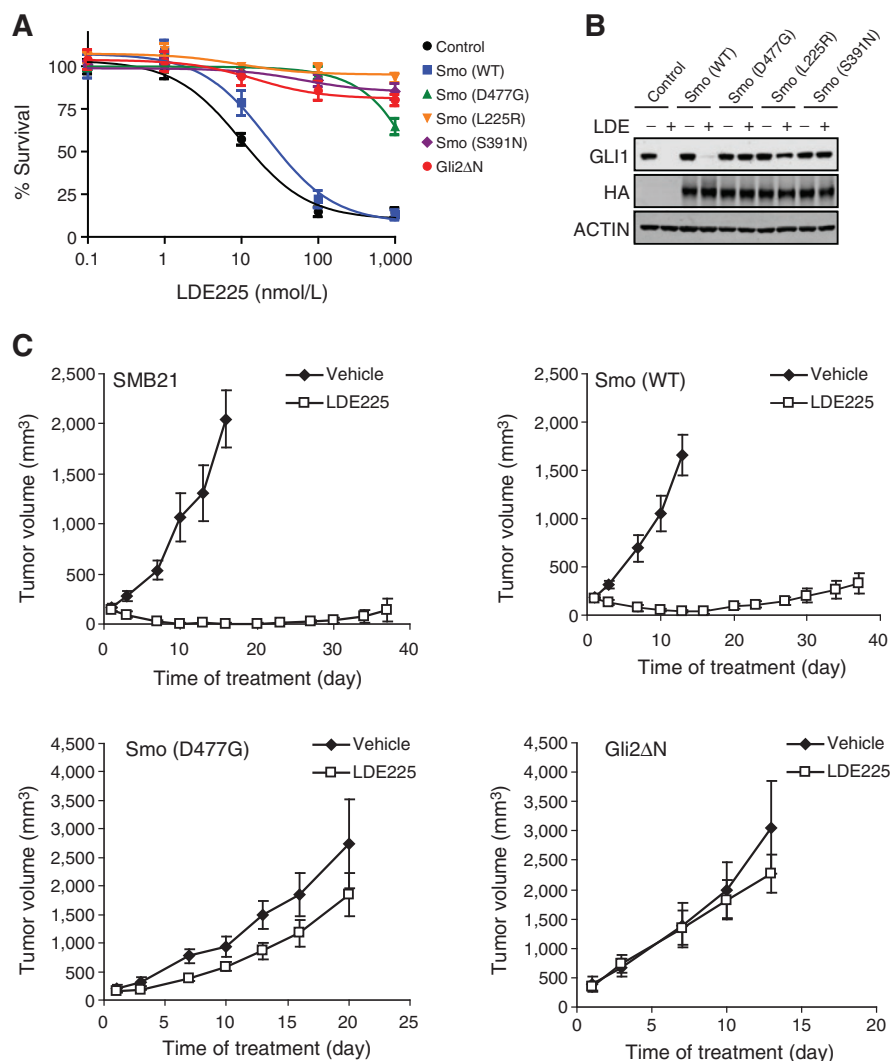 A
% Survival
100
75
50
25
0
0.1 1 10 100 1,000
LDE225 (nmol/L)
Control
Smo (WT)
Smo (D477G)
Smo (L225R)
Smo (S391N)
Gli2ΔN
B
Control Smo (WT) Smo (D477G) Smo (L225R) Smo (S391N)
LDE − + − + − + − + − +
GLI1
HA
ACTIN
C
SMB21
Vehicle
LDE225
Tumor volume (mm³)
2,500
2,000
1,500
1,000
500
0
0 10 20 30 40
Time of treatment (day)
Smo (WT)
Vehicle
LDE225
Tumor volume (mm³)
2,500
2,000
1,500
1,000
500
0
0 10 20 30 40
Time of treatment (day)
Smo (D477G)
Vehicle
LDE225
Tumor volume (mm³)
4,500
4,000
3,500
3,000
2,500
2,000
1,500
1,000
500
0
0 5 10 15 20 25
Time of treatment (day)
Gli2ΔN
Vehicle
LDE225
Tumor volume (mm³)
4,500
4,000
3,500
3,000
2,500
2,000
1,500
1,000
500
0
0 5 10 15 20
Time of treatment (day)